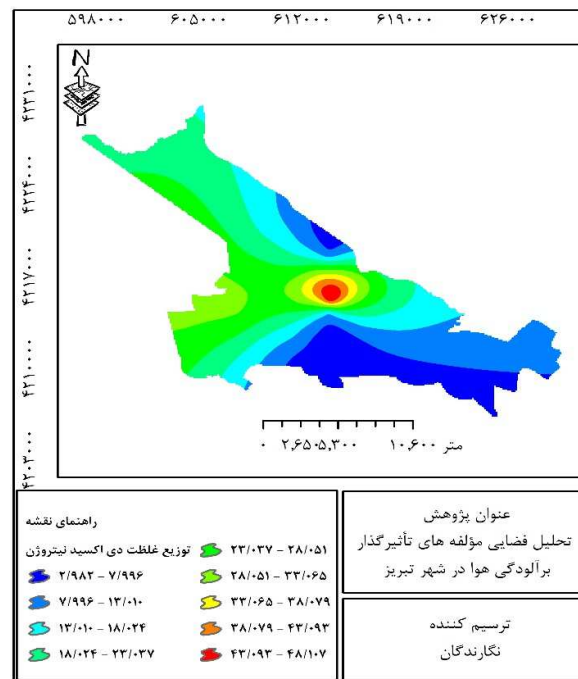 ۵۹۸۰۰۰ ۶۰۵۰۰۰ ۶۱۲۰۰۰ ۶۱۹۰۰۰ ۶۲۶۰۰۰
۴۲۳۱۰۰۰
۴۲۲۴۰۰۰
۴۲۱۷۰۰۰
۴۲۱۰۰۰۰
۴۲۰۳۰۰۰
N
۰ ۲,۶۵۰۵,۳۰۰ ۱۰,۶۰۰ متر
راهنمای نقشه
توزیع غلظت دی اکسید نیتروژن
۲/۹۸۲ - ۷/۹۹۶
۷/۹۹۶ - ۱۳/۰۱۰
۱۳/۰۱۰ - ۱۸/۰۲۴
۱۸/۰۲۴ - ۲۳/۰۳۷
۲۳/۰۳۷ - ۲۸/۰۵۱
۲۸/۰۵۱ - ۳۳/۰۶۵
۳۳/۰۶۵ - ۳۸/۰۷۹
۳۸/۰۷۹ - ۴۳/۰۹۳
۴۳/۰۹۳ - ۴۸/۱۰۷
عنوان پژوهش
تحلیل فضایی مؤلفه های تأثیرگذار
برآلودگی هوا در شهر تبریز
ترسیم کننده
نگارندگان